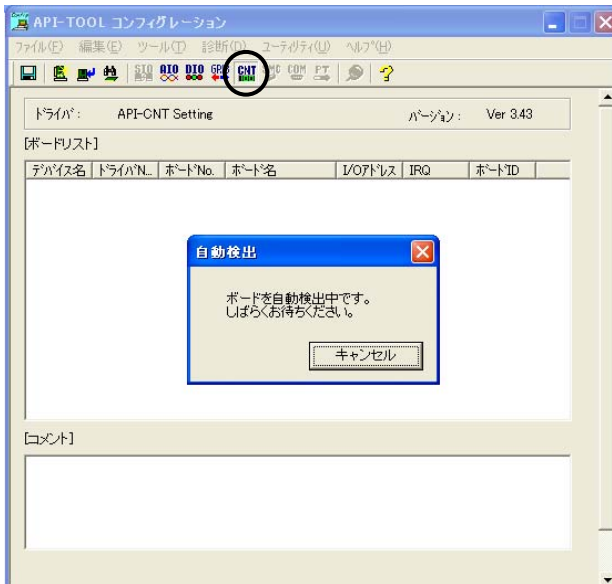 API-TOOL コンフィグレーション
ファイル(F) 編集(E) ツール(T) 診断(D) ユーティリティ(U) ヘルプ(H)
SIO AIO DIO GPIB CNT SMC COM PT
ドライバ: API-CNT Setting バージョン: Ver 3.43
[ボードリスト]
デバイス名 ドライバN... ボードNo. ボード名 I/Oアドレス IRQ ボードID
自動検出
ボードを自動検出中です。
しばらくお待ちください。
キャンセル
[コメント]